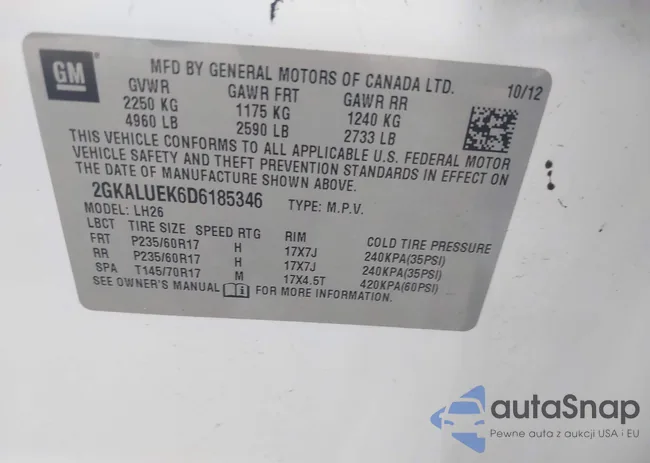 GM
MFD BY GENERAL MOTORS OF CANADA LTD.
10/12
GVWR GAWR FRT GAWR RR
2250 KG 1175 KG 1240 KG
4960 LB 2590 LB 2733 LB
THIS VEHICLE CONFORMS TO ALL APPLICABLE U.S. FEDERAL MOTOR
VEHICLE SAFETY AND THEFT PREVENTION STANDARDS IN EFFECT ON
THE DATE OF MANUFACTURE SHOWN ABOVE.
2GKALUEK6D6185346 TYPE: M.P.V.
MODEL: LH26
LBCT TIRE SIZE SPEED RTG RIM COLD TIRE PRESSURE
FRT P235/60R17 H 17X7J 240KPA(35PSI)
RR P235/60R17 H 17X7J 240KPA(35PSI)
SPA T145/70R17 M 17X4.5T 420KPA(60PSI)
SEE OWNER'S MANUAL FOR MORE INFORMATION.
autaSnap
Pewne auta z aukcji USA i EU